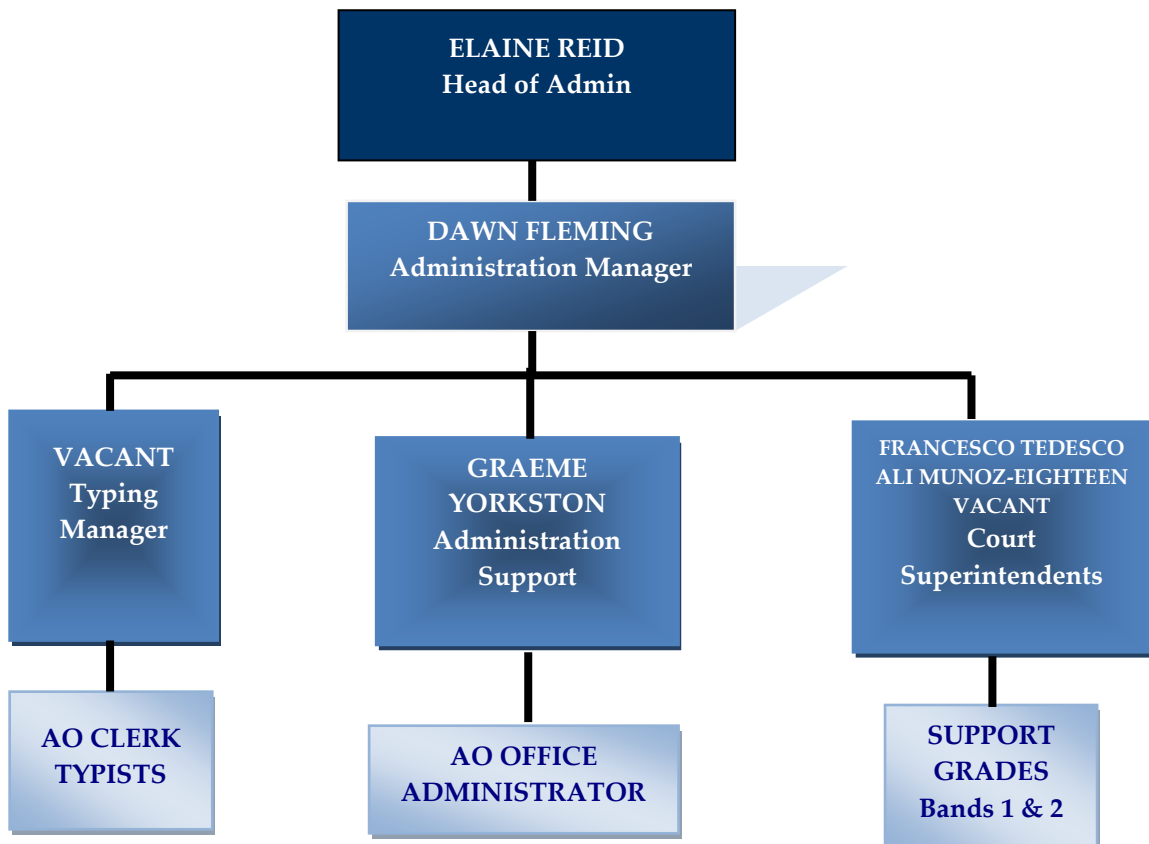 ELAINE REID
Head of Admin
DAWN FLEMING
Administration Manager
VACANT
Typing
Manager
GRAEME
YORKSTON
Administration
Support
FRANCESCO TEDESCO
ALI MUNOZ-EIGHTEEN
VACANT
Court
Superintendents
AO CLERK
TYPISTS
AO OFFICE
ADMINISTRATOR
SUPPORT
GRADES
Bands 1 & 2